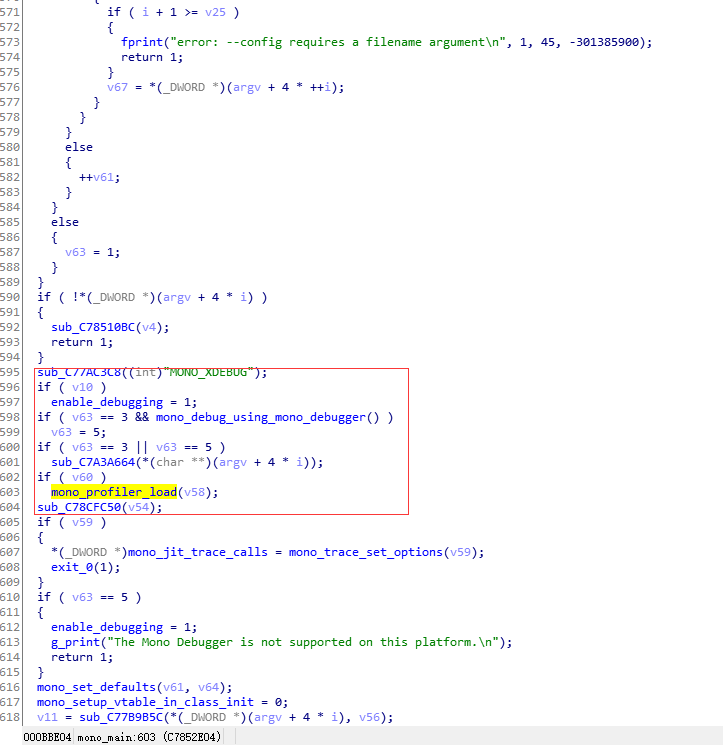 571 if ( i + 1 >= v25 )
572 {
573 fprint("error: --config requires a filename argument\n", 1, 45, -301385900);
574 return 1;
575 }
576 v67 = *(_DWORD *)(argv + 4 * ++i);
577 }
578 }
579 }
580 else
581 {
582 ++v61;
583 }
584 }
585 else
586 {
587 v63 = 1;
588 }
589 }
590 if ( !*(_DWORD *)(argv + 4 * i) )
591 {
592 sub_C78510BC(v4);
593 return 1;
594 }
595 sub_C77AC3C8((int)"MONO_XDEBUG");
596 if ( v10 )
597 enable_debugging = 1;
598 if ( v63 == 3 && mono_debug_using_mono_debugger() )
599 v63 = 5;
600 if ( v63 == 3 || v63 == 5 )
601 sub_C7A3A664(*(char **)(argv + 4 * i));
602 if ( v60 )
603 mono_profiler_load(v58);
604 sub_C78CFC50(v54);
605 if ( v59 )
606 {
607 *(_DWORD *)mono_jit_trace_calls = mono_trace_set_options(v59);
608 exit_0(1);
609 }
610 if ( v63 == 5 )
611 {
612 enable_debugging = 1;
613 g_print("The Mono Debugger is not supported on this platform.\n");
614 return 1;
615 }
616 mono_set_defaults(v61, v64);
617 mono_setup_vtable_in_class_init = 0;
618 v11 = sub_C77B9B5C(*(_DWORD *)(argv + 4 * i), v56);
000BBE04 mono_main:603 (C7852E04)